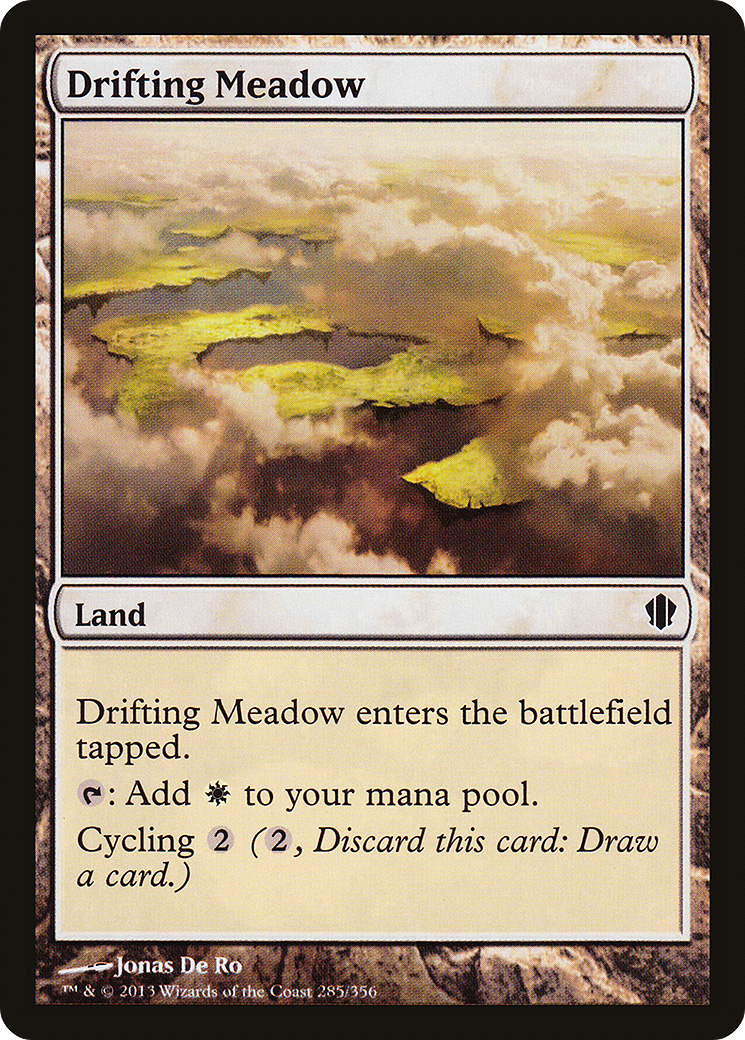 Drifting Meadow
Land
Drifting Meadow enters the battlefield
tapped.
: Add to your mana pool.
Cycling 2 (2, Discard this card: Draw
a card.)
Jonas De Ro
™ & © 2013 Wizards of the Coast 285/356